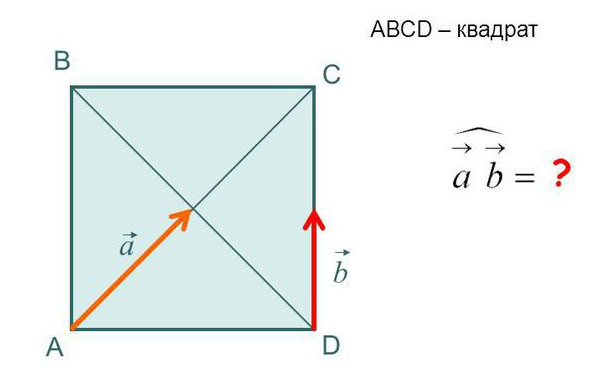 ABCD – квадрат
B
C
a⃗ b⃗ = ?
a⃗
b⃗
A
D